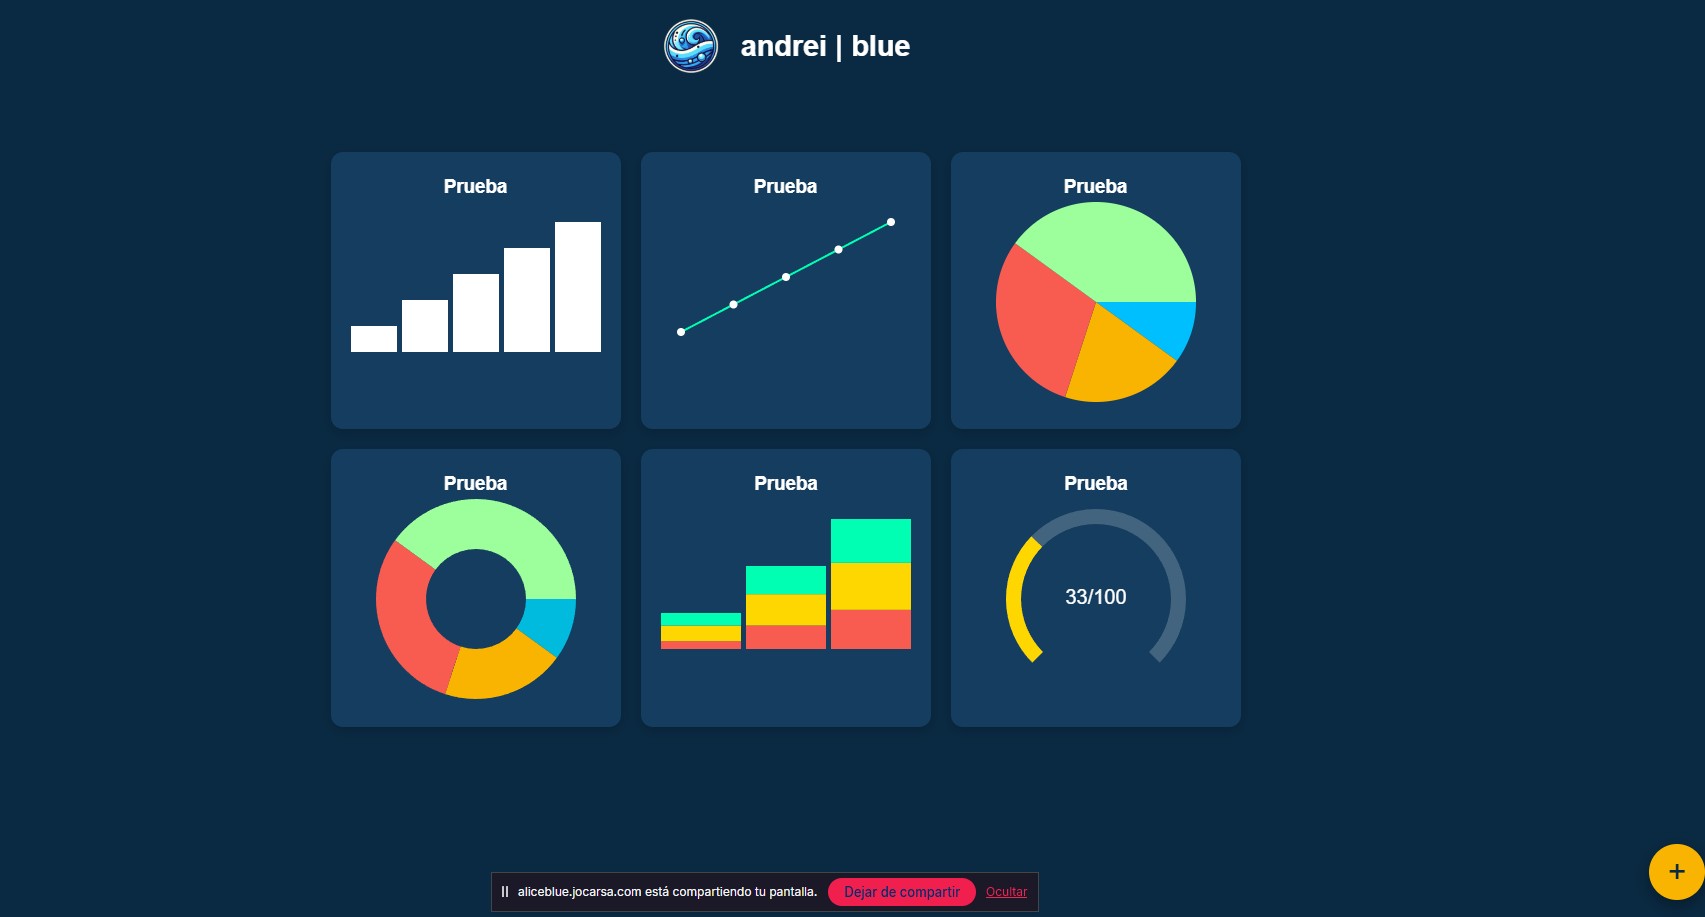 andrei | blue
Prueba
Prueba
Prueba
Prueba
Prueba
Prueba
33/100
+
aliceblue.jocarsa.com está compartiendo tu pantalla.
Dejar de compartir
Ocultar